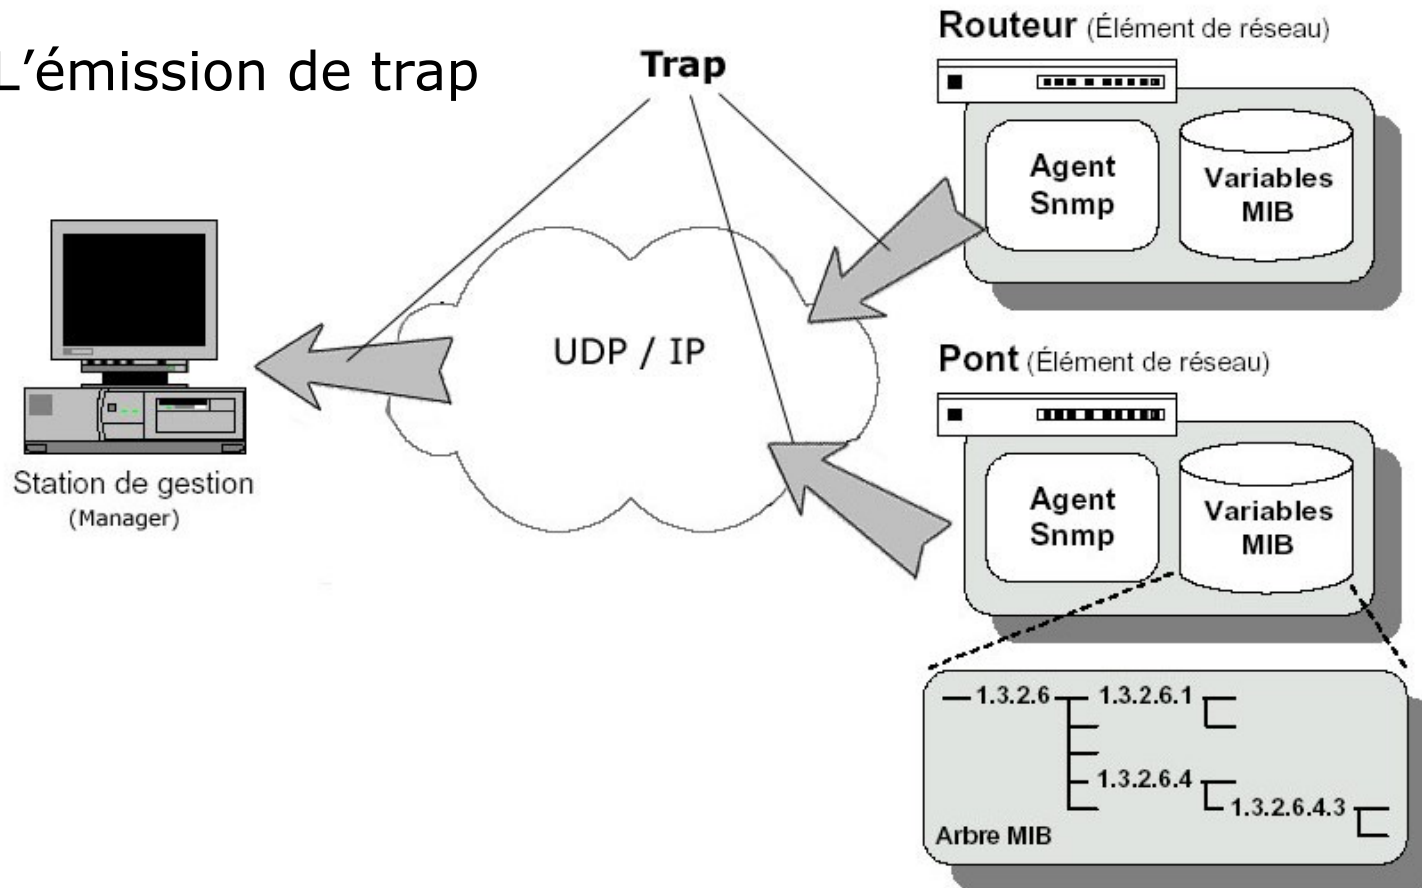 L'émission de trap
Trap
Routeur (Élément de réseau)
Agent
Snmp
Variables
MIB
UDP / IP
Station de gestion
(Manager)
Pont (Élément de réseau)
Agent
Snmp
Variables
MIB
1.3.2.6
1.3.2.6.1
1.3.2.6.4
1.3.2.6.4.3
Arbre MIB